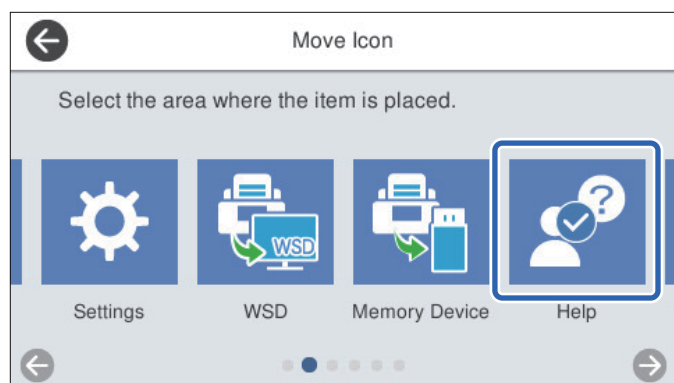 Move Icon
Select the area where the item is placed.
WSD
?
Settings WSD Memory Device Help